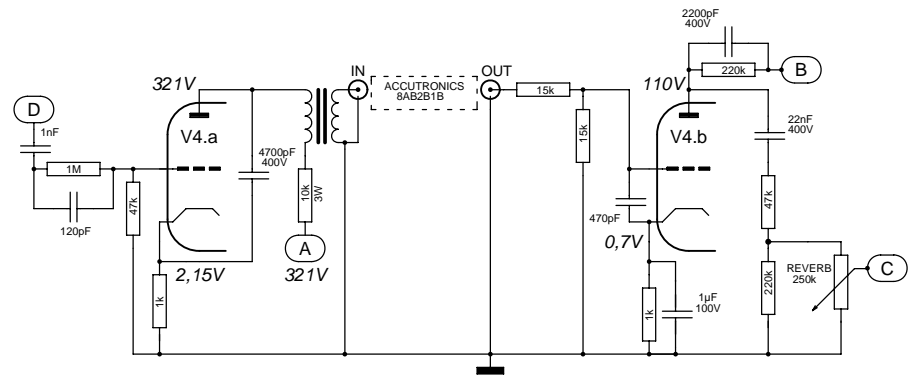 D
1nF
1M
120pF
47k
321V
V4.a
2,15V
1k
4700pF
400V
10k
3W
A
321V
IN
ACCUTRONICS
8AB2B1B
OUT
15k
15k
470pF
110V
V4.b
0,7V
1k
1µF
100V
2200pF
400V
220k
B
22nF
400V
47k
220k
REVERB
250k
C